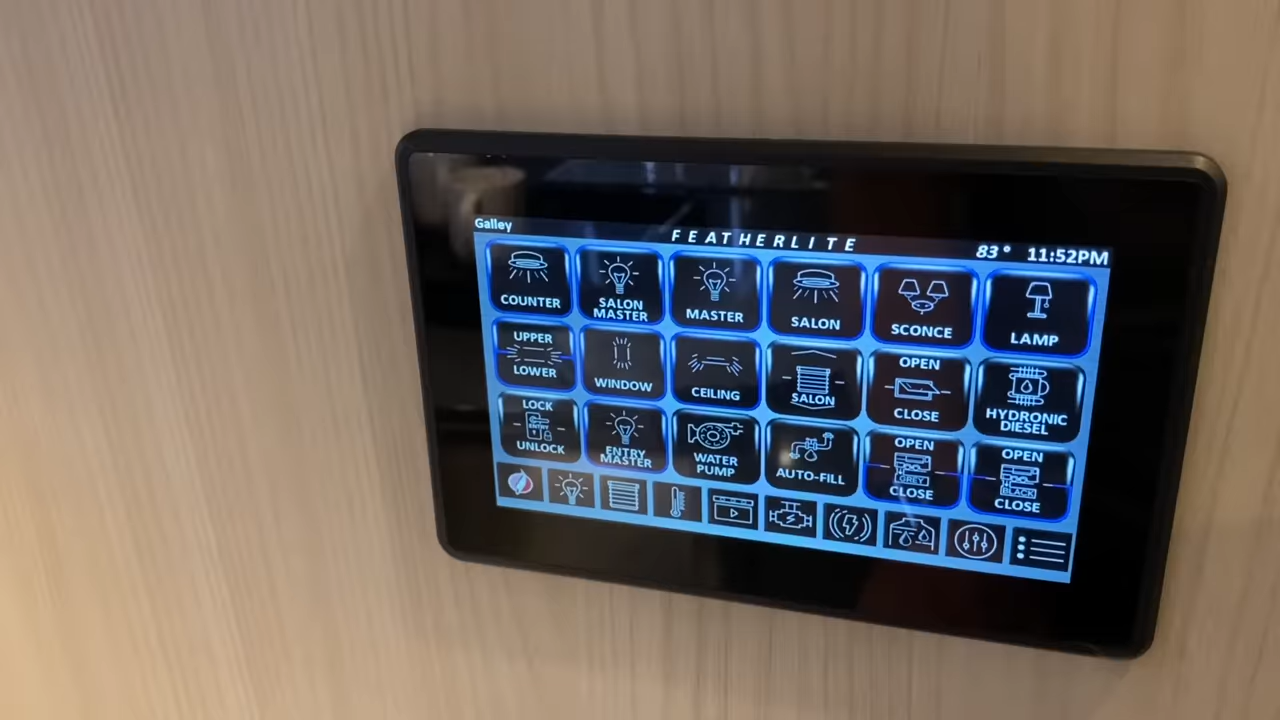 Galley
FEATHERLITE
83° 11:52PM
COUNTER
SALON
MASTER
MASTER
SALON
SCONCE
LAMP
UPPER
LOWER
WINDOW
CEILING
SALON
OPEN
CLOSE
HYDRONIC
DIESEL
LOCK
ENTRY
UNLOCK
ENTRY
MASTER
WATER
PUMP
AUTO-FILL
OPEN
GREY
CLOSE
OPEN
BLACK
CLOSE